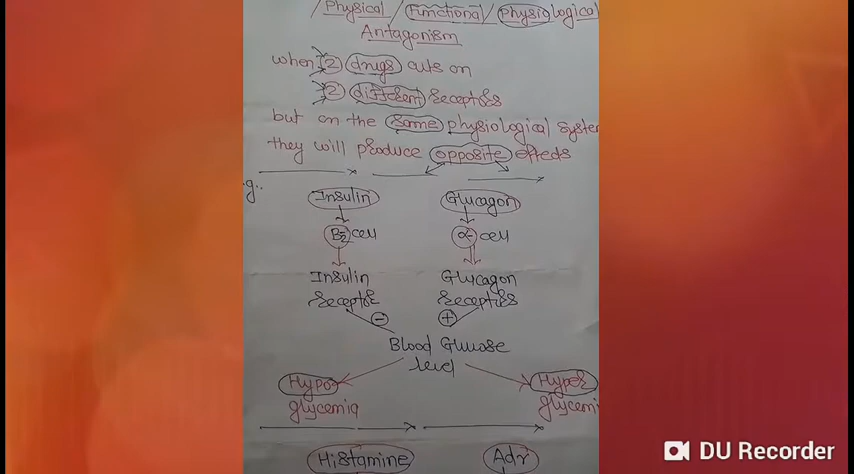 /Physical / Functional / Physiological
Antagonism
when 2 drugs acts on
2 different receptors
but on the same physiological system
they will produce opposite effects
g..
Insulin Glucagon
B2 cell α- cell
Insulin Glycagon
receptor receptors
- +
Blood Glucose
level
Hypo Hyper
glycemia glycemi
Histamine Adr
DU Recorder